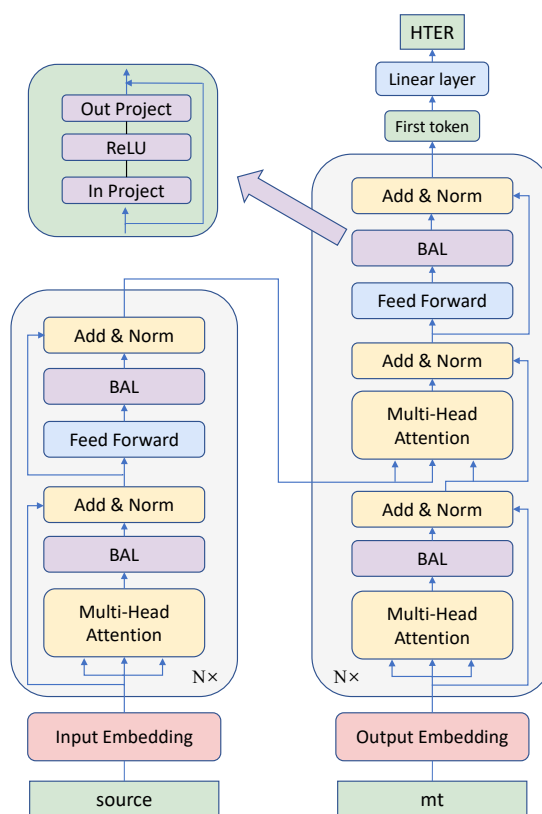 HTER
Linear layer
First token
Out Project
ReLU
In Project
Add & Norm
BAL
Feed Forward
Add & Norm
Multi-Head
Attention
Add & Norm
BAL
Multi-Head
Attention
N×
Output Embedding
mt
Add & Norm
BAL
Feed Forward
Add & Norm
BAL
Multi-Head
Attention
N×
Input Embedding
source